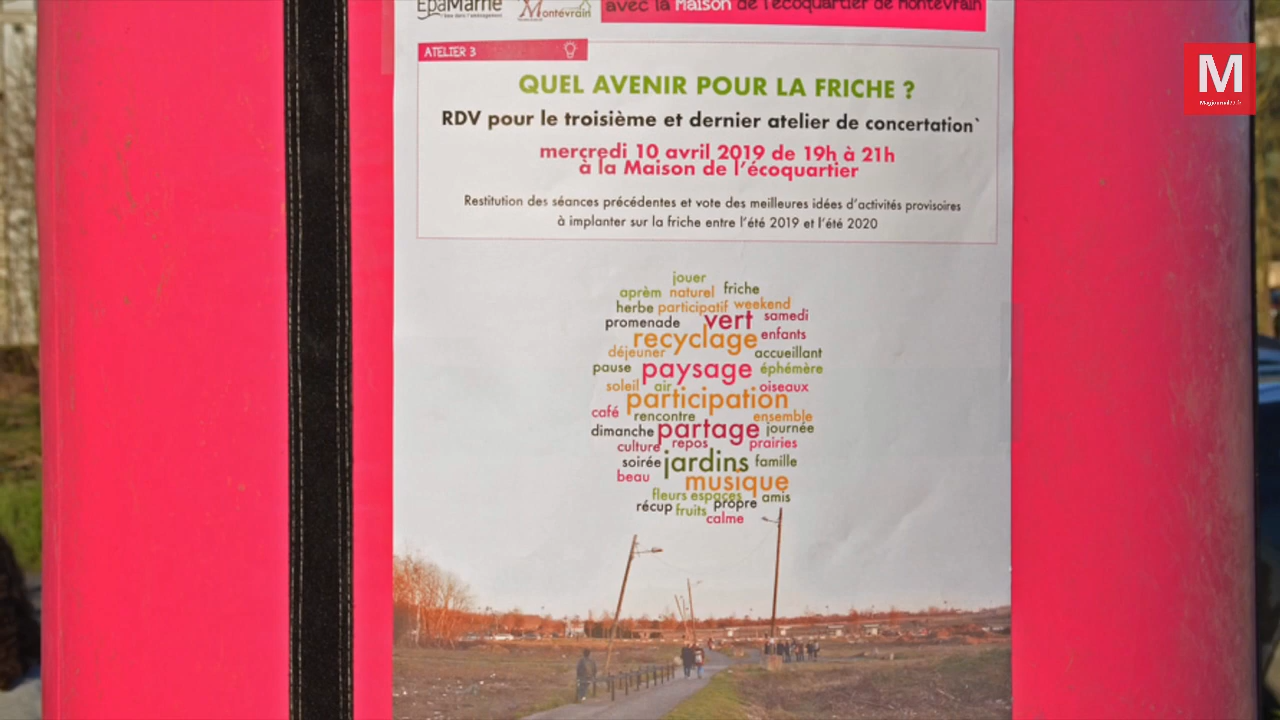 EpaMarne
Montévrain
avec la Maison de l'écoquartier de Montévrain
M
Magjournal77.fr
ATELIER 3
QUEL AVENIR POUR LA FRICHE ?
RDV pour le troisième et dernier atelier de concertation`
mercredi 10 avril 2019 de 19h à 21h
à la Maison de l'écoquartier
Restitution des séances précédentes et vote des meilleures idées d'activités provisoires
à implanter sur la friche entre l'été 2019 et l'été 2020
jouer
aprèm naturel friche
herbe participatif weekend
promenade vert samedi
recyclage enfants
déjeuner accueillant
pause paysage éphémère
soleil air oiseaux
participation
café rencontre ensemble
dimanche partage journée
culture repos prairies
soirée jardins famille
beau musique
fleurs espaces amis
récup fruits propre
calme